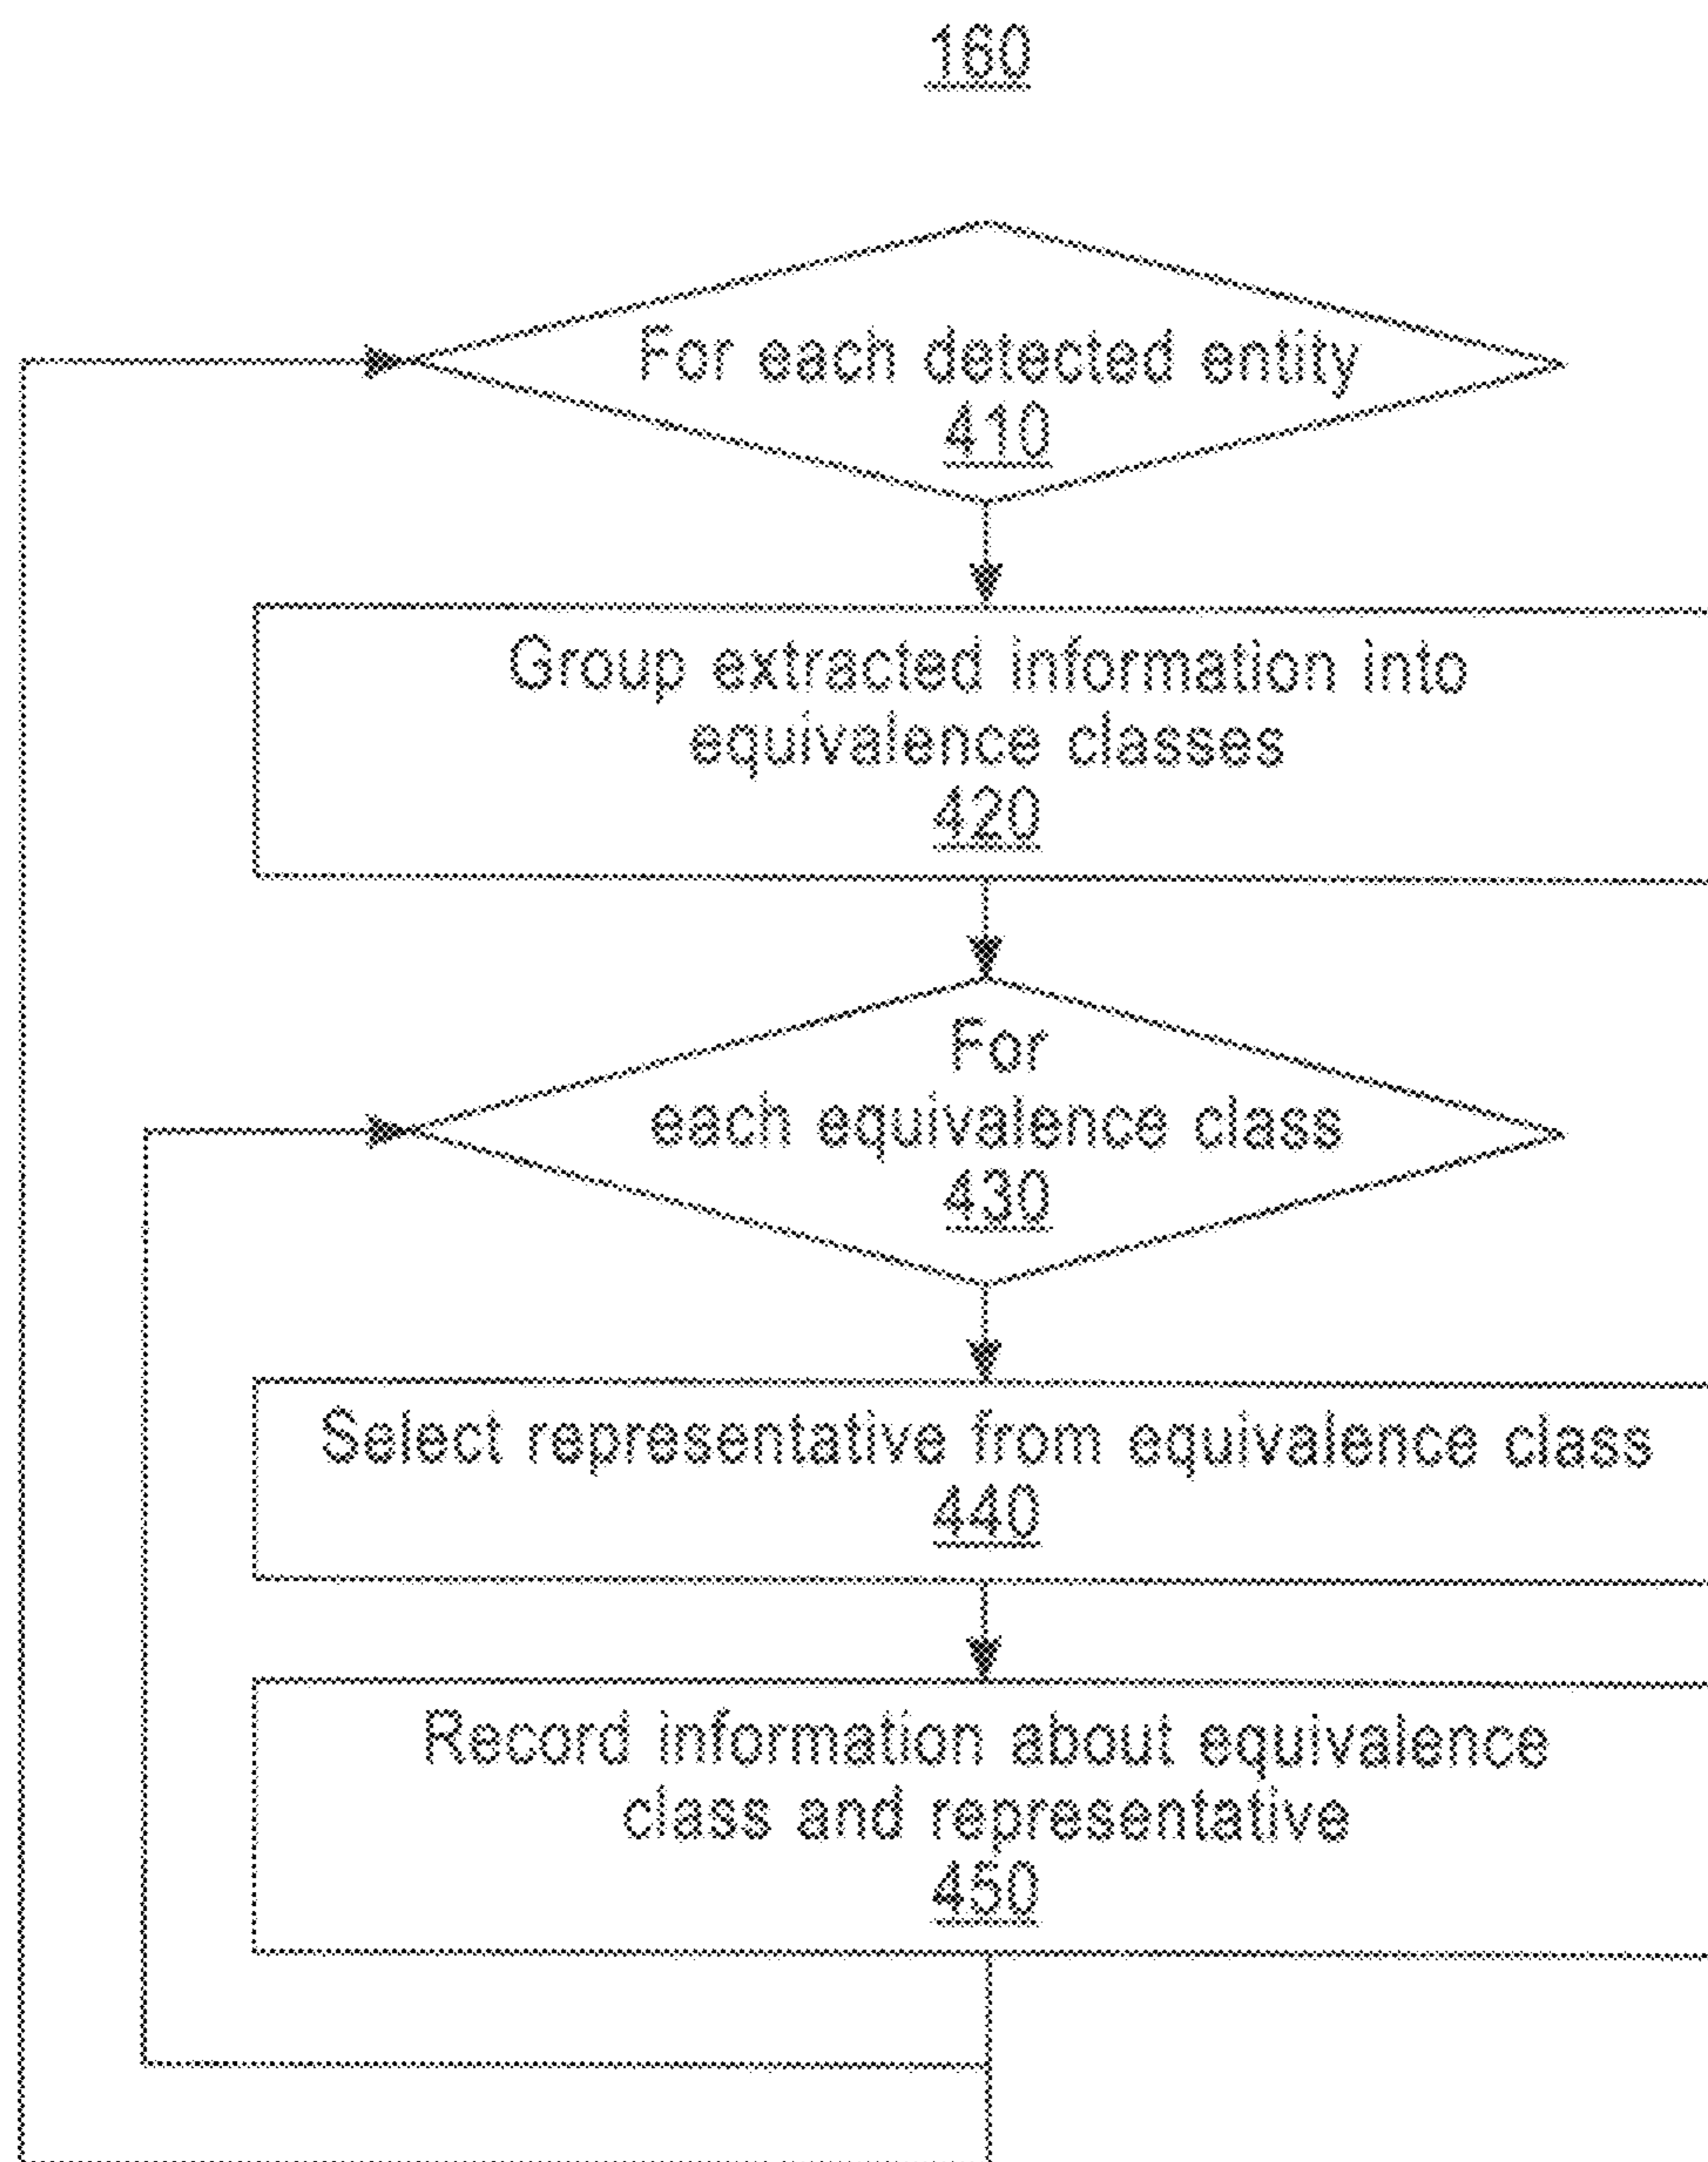 160
For each detected entity
410
Group extracted information into
equivalence classes
420
For
each equivalence class
430
Select representative from equivalence class
440
Record information about equivalence
class and representative
450